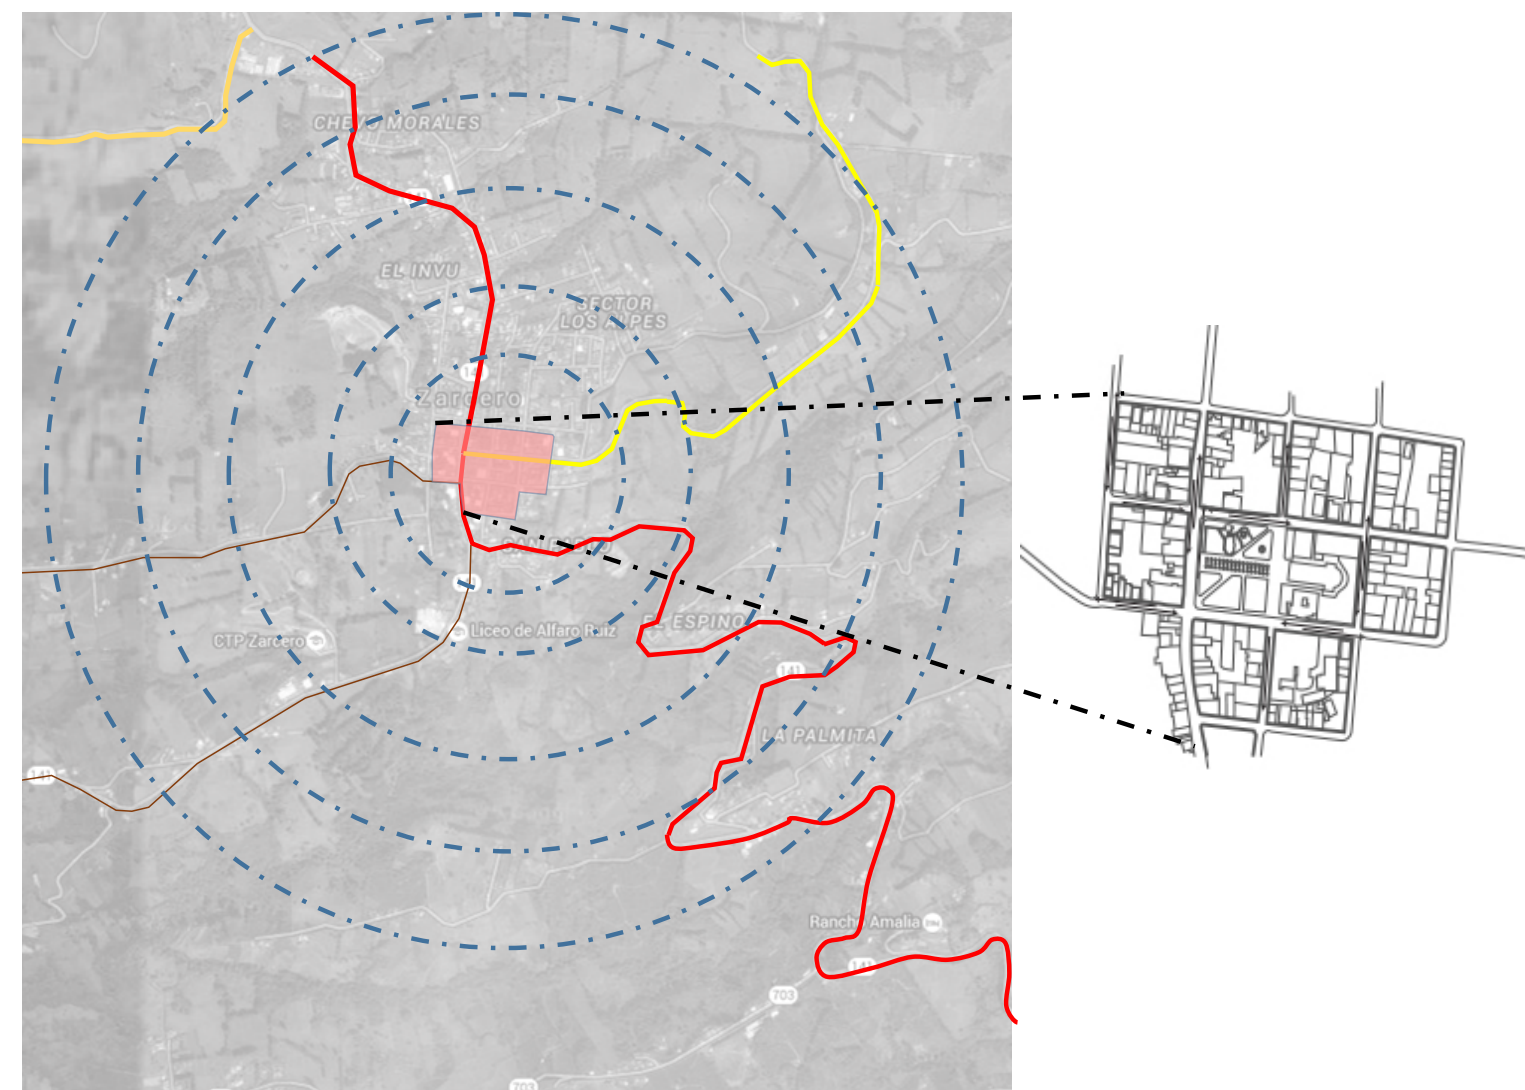 CHEVO MORALES
EL INVU
SECTOR
LOS ALPES
Zarcero
EL ESPINO
Liceo de Alfaro Ruiz
CTP Zarcero
141
LA PALMITA
141
Rancho Amalia
141
703
703